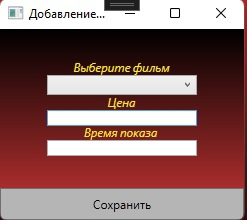 Добавление...
Выберите фильм
Цена
Время показа
Сохранить